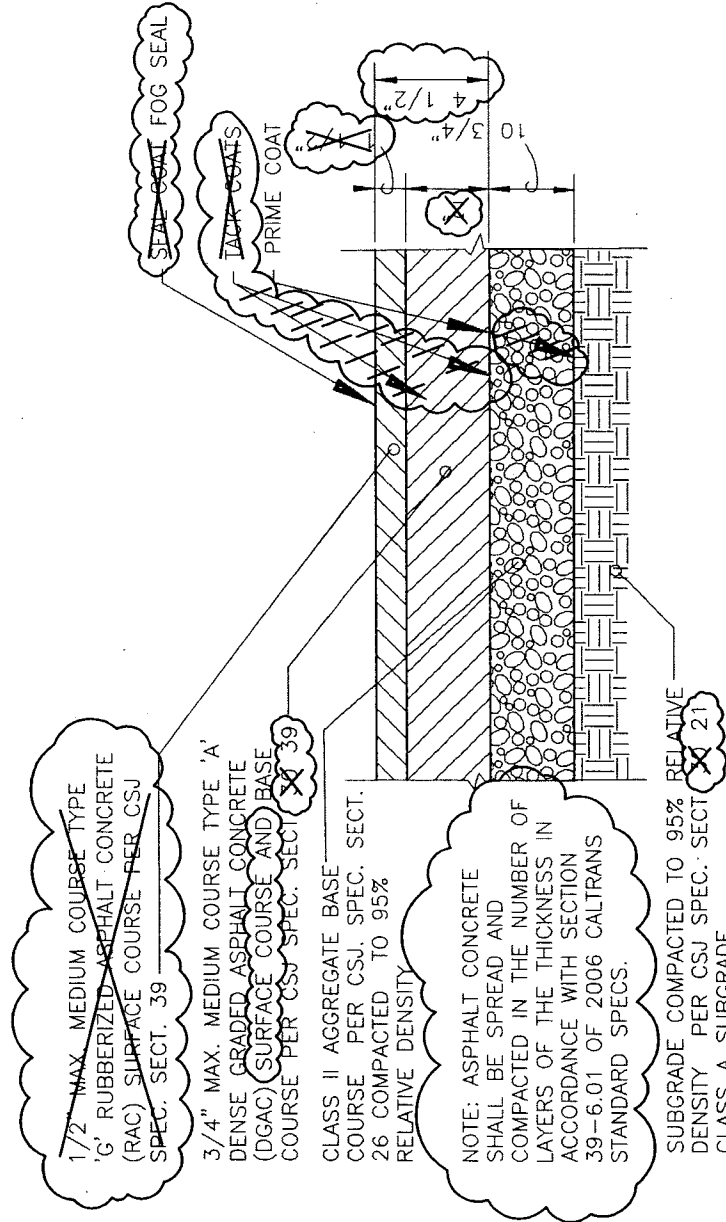 SEAL COAT FOG SEAL
TACK COATS
PRIME COAT
4 1/2"
10 3/4"
1/2" MAX. MEDIUM COURSE TYPE
'G' RUBBERIZED ASPHALT CONCRETE
(RAC) SURFACE COURSE PER CSJ
SPEC. SECT. 39
3/4" MAX. MEDIUM COURSE TYPE 'A'
DENSE GRADED ASPHALT CONCRETE
(DGAC) SURFACE COURSE AND BASE
COURSE PER CSJ SPEC. SECT 39
CLASS II AGGREGATE BASE
COURSE PER CSJ. SPEC. SECT.
26 COMPACTED TO 95%
RELATIVE DENSITY
NOTE: ASPHALT CONCRETE
SHALL BE SPREAD AND
COMPACTED IN THE NUMBER OF
LAYERS OF THE THICKNESS IN
ACCORDANCE WITH SECTION
39-6.01 OF 2006 CALTRANS
STANDARD SPECS.
SUBGRADE COMPACTED TO 95% RELATIVE
DENSITY PER CSJ SPEC. SECT 21
CLASS A SUBGRADE